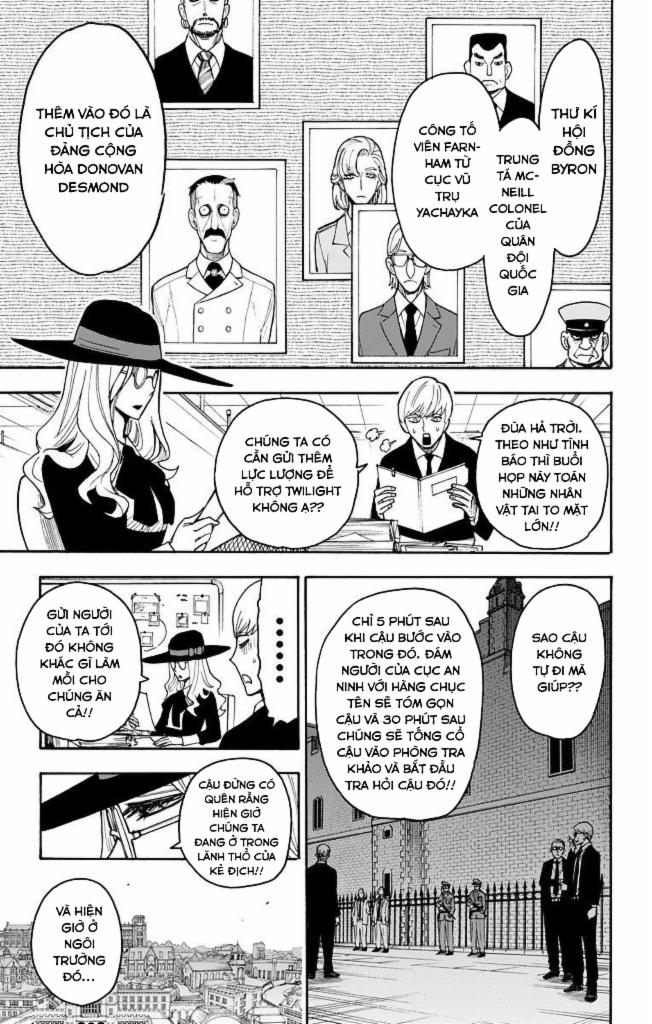 THƯ KÍ
HỘI
ĐỒNG
BYRON
TRUNG
TÁ MC-
NEILL
COLONEL
CỦA
QUÂN
ĐỘI
QUỐC
GIA
CÔNG TỐ
VIÊN FARN-
HAM TỪ
CỤC VŨ
TRỤ
YACHAYKA
THÊM VÀO ĐÓ LÀ
CHỦ TỊCH CỦA
ĐẢNG CỘNG
HÒA DONOVAN
DESMOND
ĐÙA HẢ TRỜI.
THEO NHƯ TÌNH
BÁO THÌ BUỔI
HỌP NÀY TOÀN
NHỮNG NHÂN
VẬT TAI TO MẶT
LỚN!!
CHÚNG TA CÓ
CẦN GỬI THÊM
LỰC LƯỢNG ĐỂ
HỖ TRỢ TWILIGHT
KHÔNG Ạ??
SAO CẬU
KHÔNG
TỰ ĐI MÀ
GIÚP??
CHỈ 5 PHÚT SAU
KHI CẬU BƯỚC VÀO
TRONG ĐÓ. ĐÁM
NGƯỜI CỦA CỤC AN
NINH VỚI HÀNG CHỤC
TÊN SẼ TÓM GỌN
CẬU VÀ 30 PHÚT SAU
CHÚNG SẼ TỐNG CỔ
CẬU VÀO PHÒNG TRA
KHẢO VÀ BẮT ĐẦU
TRA HỎI CẬU ĐÓ!!
GỬI NGƯỜI
CỦA TA TỚI
ĐÓ KHÔNG
KHÁC GÌ LÀM
MỒI CHO
CHÚNG ĂN
CẢ!!
CẬU ĐỪNG CÓ
QUÊN RẰNG
HIỆN GIỜ
CHÚNG TA
ĐANG Ở TRONG
LÃNH THỔ CỦA
KẺ ĐỊCH!!
VÀ HIỆN
GIỜ Ở
NGÔI
TRƯỜNG
ĐÓ...